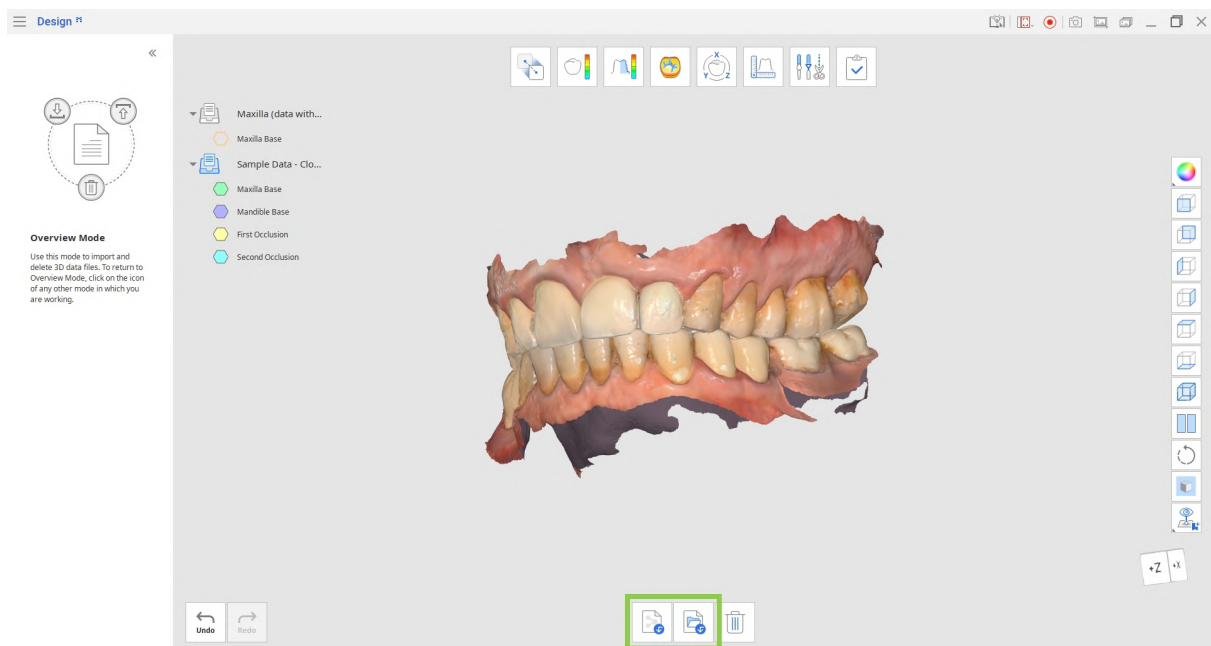 Design
Maxilla (data with...
Maxilla Base
Sample Data - Clo...
Maxilla Base
Mandible Base
First Occlusion
Second Occlusion
Overview Mode
Use this mode to import and
delete 3D data files. To return to
Overview Mode, click on the icon
of any other mode in which you
are working.
X
Y
Z
+Z
+X
Undo
Redo